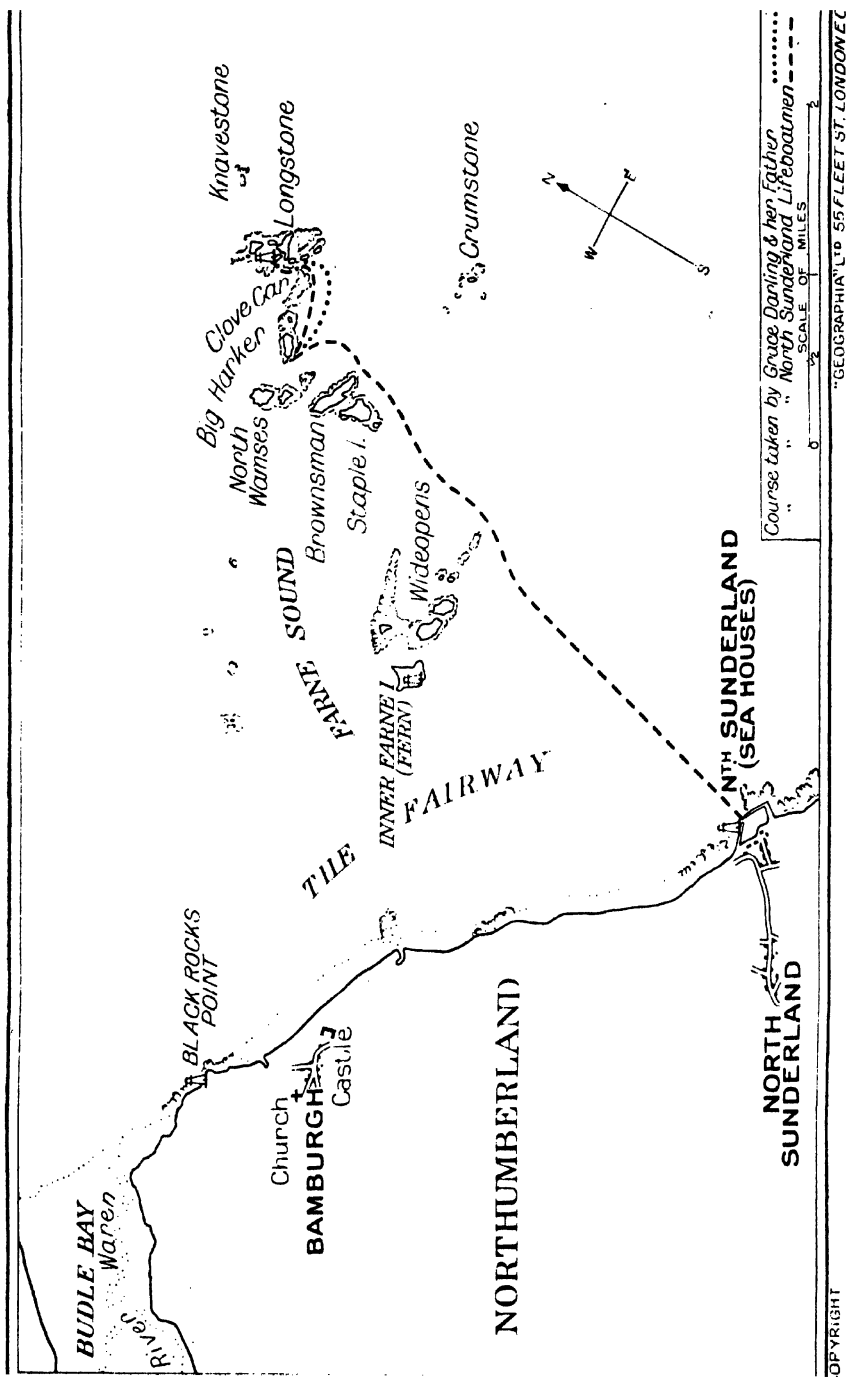 BUDLE BAY
Waren
River
BLACK ROCKS
POINT
Church
BAMBURGH
Castle
NORTHUMBERLAND
THE FAIRWAY
INNER FARNE I.
(FERN)
FARNE SOUND
Wideopens
Staple I.
Brownsman
North
Wamses
Big Harker
Clove Car
Longstone
Knavestone
Crumstone
N
W
E
S
NORTH
SUNDERLAND
NTH SUNDERLAND
(SEA HOUSES)
Course taken by Grace Darling & her Father
" " " North Sunderland Lifeboatmen
SCALE OF MILES
0 ½ 2
OPYRIGHT
"GEOGRAPHIA" LTD 55 FLEET ST. LONDON E.C